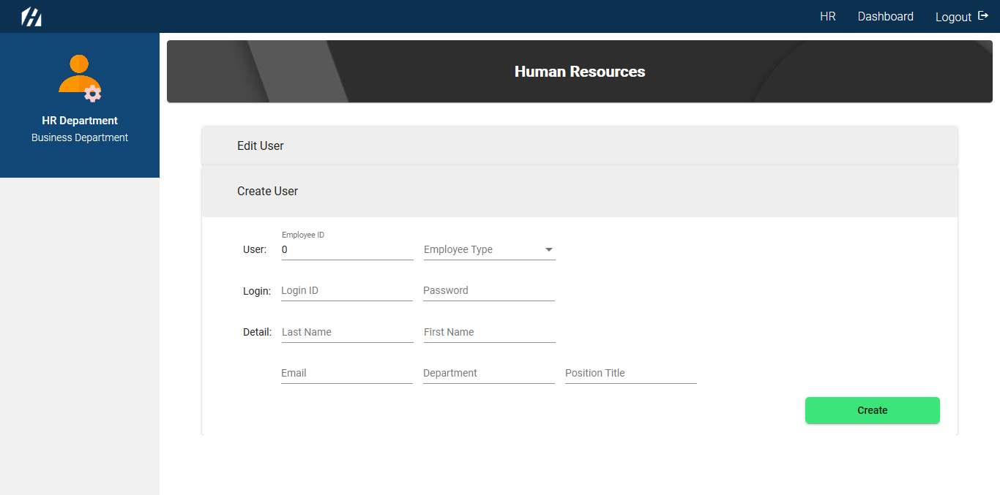 HR Dashboard Logout
HR Department
Business Department
Human Resources
Edit User
Create User
Employee ID
User: 0 Employee Type
Login: Login ID Password
Detail: Last Name First Name
Email Department Position Title
Create